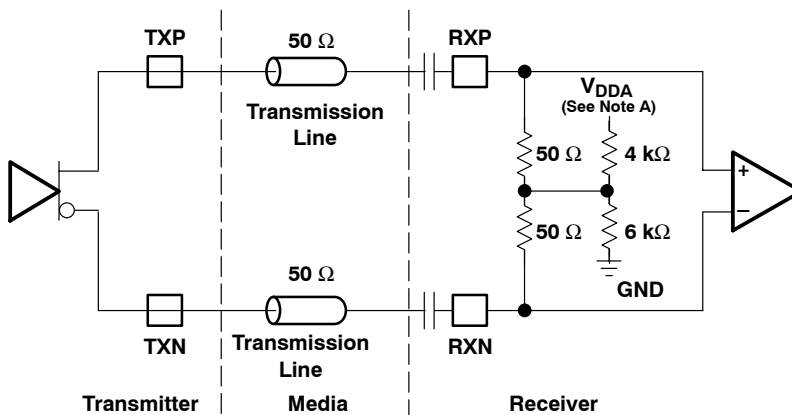 TXP
50 Ω
RXP
Transmission
Line
VDDA
(See Note A)
50 Ω
4 kΩ
+
−
50 Ω
6 kΩ
GND
50 Ω
TXN
Transmission
Line
RXN
Transmitter
Media
Receiver